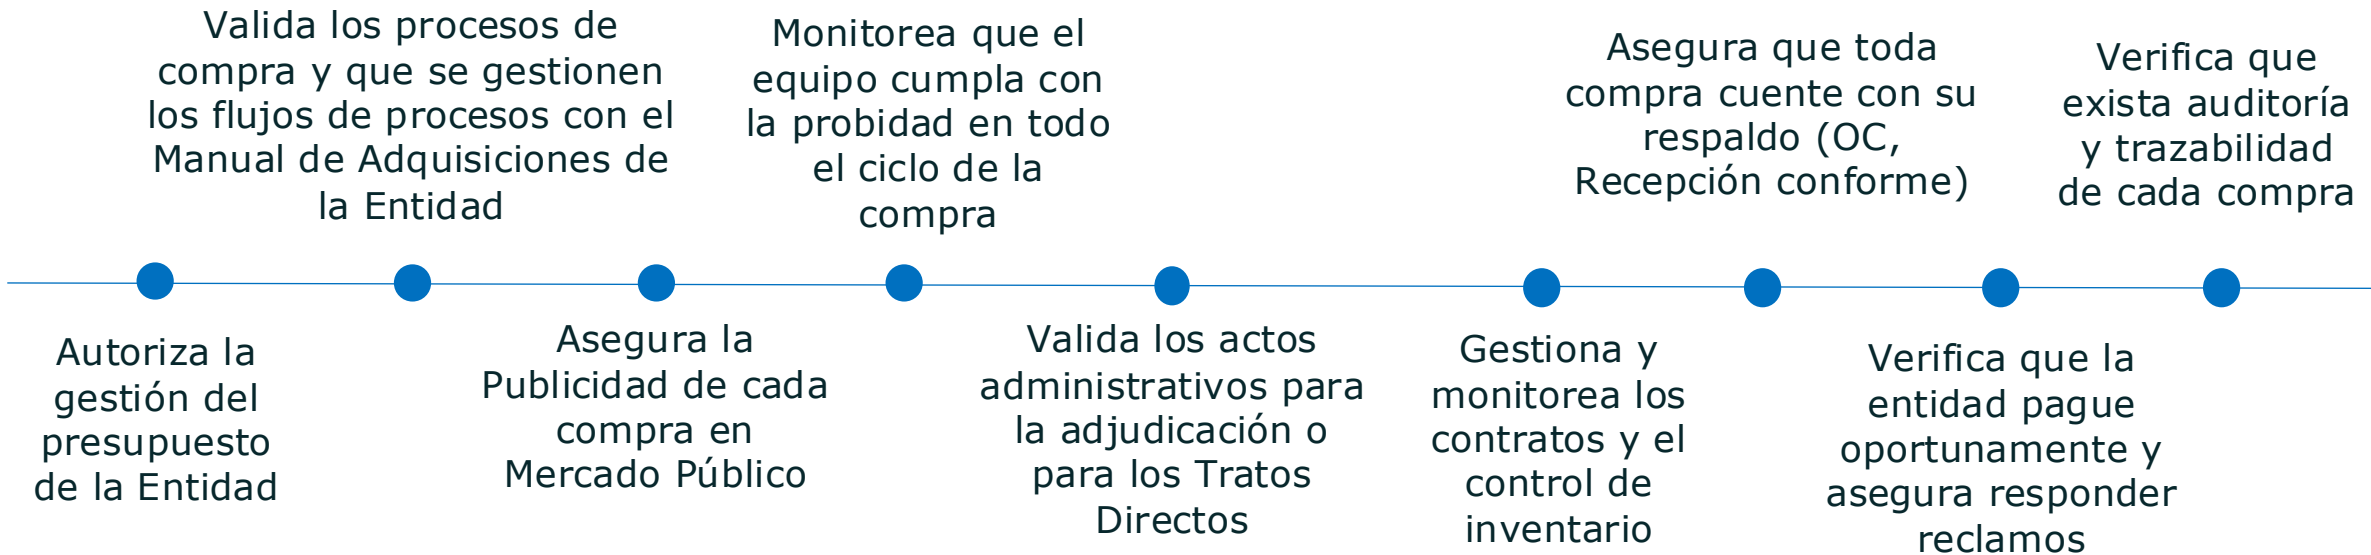 Autoriza la
gestión del
presupuesto
de la Entidad
Valida los procesos de
compra y que se gestionen
los flujos de procesos con el
Manual de Adquisiciones de
la Entidad
Asegura la
Publicidad de cada
compra en
Mercado Público
Monitorea que el
equipo cumpla con
la probidad en todo
el ciclo de la
compra
Valida los actos
administrativos para
la adjudicación o
para los Tratos
Directos
Gestiona y
monitorea los
contratos y el
control de
inventario
Asegura que toda
compra cuente con su
respaldo (OC,
Recepción conforme)
Verifica que la
entidad pague
oportunamente y
asegura responder
reclamos
Verifica que
exista auditoría
y trazabilidad
de cada compra